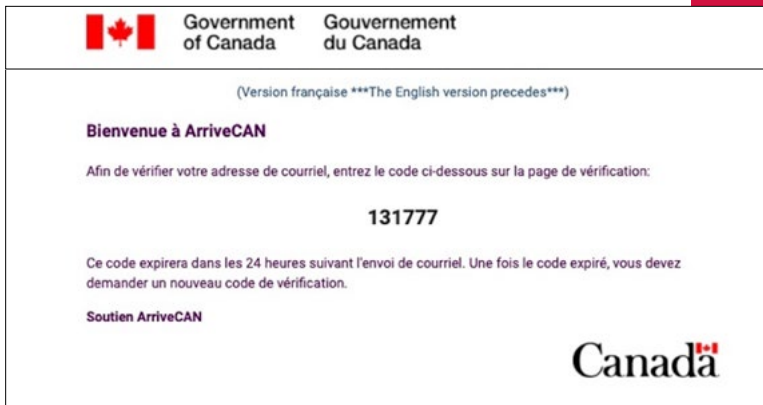 Government Gouvernement
of Canada du Canada
(Version française ***The English version precedes***)
Bienvenue à ArriveCAN
Afin de vérifier votre adresse de courriel, entrez le code ci-dessous sur la page de vérification:
131777
Ce code expirera dans les 24 heures suivant l'envoi de courriel. Une fois le code expiré, vous devez
demander un nouveau code de vérification.
Soutien ArriveCAN
Canada